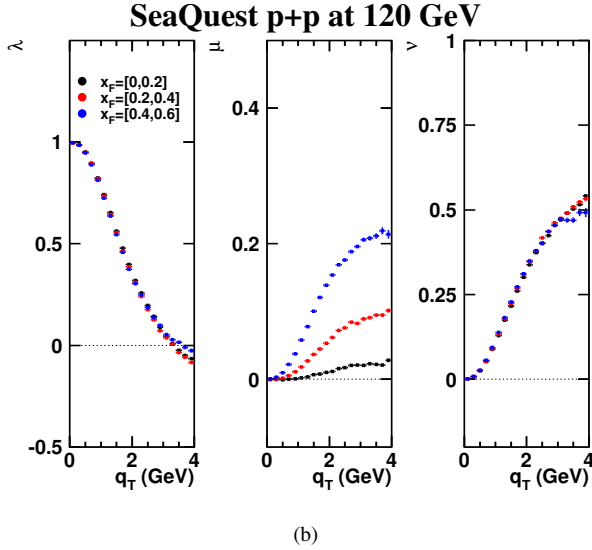 SeaQuest p+p at 120 GeV
λ
x_F=[0,0.2]
x_F=[0.2,0.4]
x_F=[0.4,0.6]
1
0.5
0
-0.5
0 2 4
q_T (GeV)
μ
0.4
0.2
0
0 2 4
q_T (GeV)
ν
1
0.75
0.5
0.25
0
0 2 4
q_T (GeV)
(b)